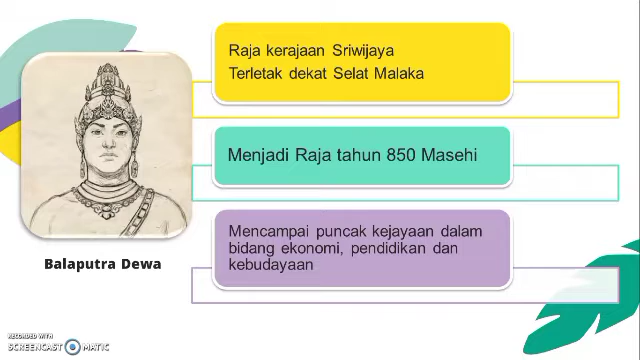 Raja kerajaan Sriwijaya
Terletak dekat Selat Malaka
Menjadi Raja tahun 850 Masehi
Mencampai puncak kejayaan dalam
bidang ekonomi, pendidikan dan
kebudayaan
Balaputra Dewa
RECORDED WITH
SCREENCAST MATIC